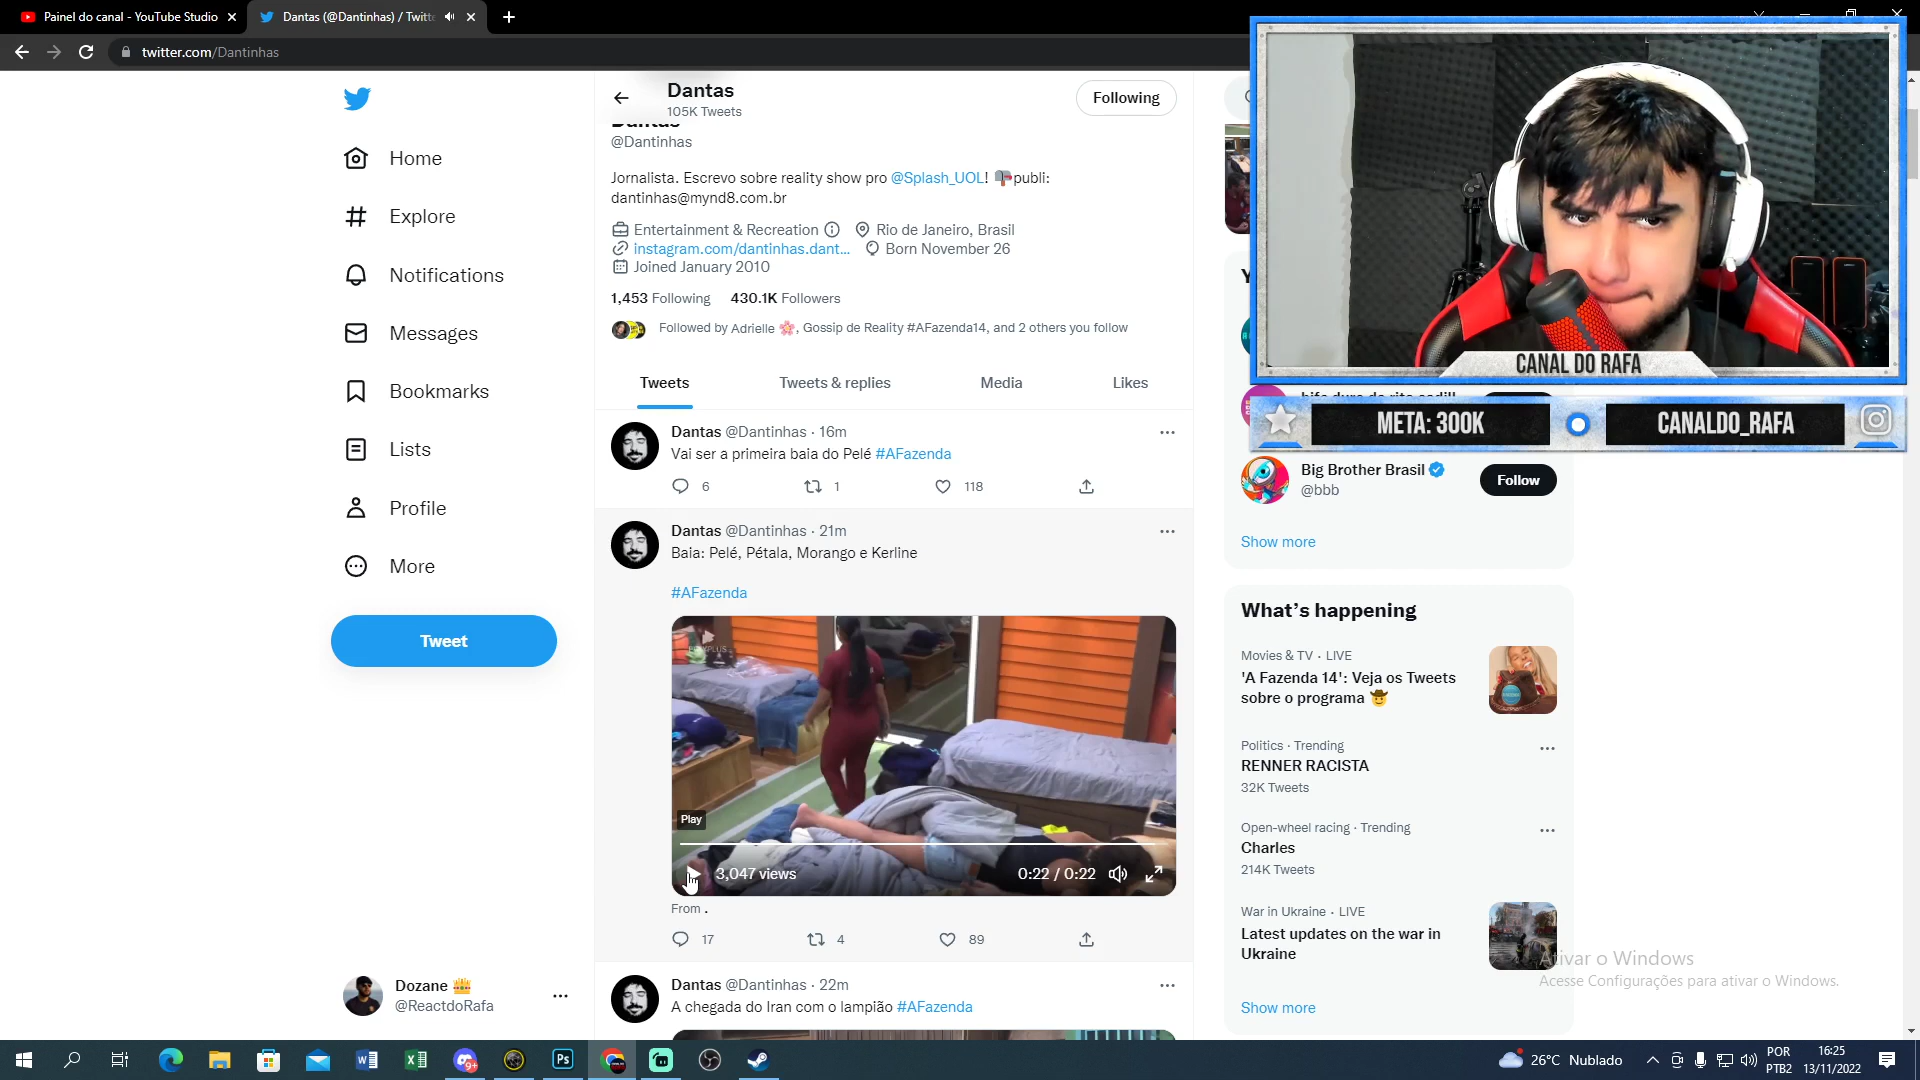 Painel do canal - YouTube Studio
Dantas (@Dantinhas) / Twitt
twitter.com/Dantinhas
Home
Explore
Notifications
Messages
Bookmarks
Lists
Profile
More
Tweet
Dozane 👑
@ReactdoRafa
Dantas
105K Tweets
Following
Dantas
@Dantinhas
Jornalista. Escrevo sobre reality show pro @Splash_UOL! 📪publi:
dantinhas@mynd8.com.br
Entertainment & Recreation Rio de Janeiro, Brasil
instagram.com/dantinhas.dant... Born November 26
Joined January 2010
1,453 Following 430.1K Followers
Followed by Adrielle 🌸, Gossip de Reality #AFazenda14, and 2 others you follow
Tweets Tweets & replies Media Likes
Dantas @Dantinhas · 16m
Vai ser a primeira baia do Pelé #AFazenda
6 1 118
Dantas @Dantinhas · 21m
Baia: Pelé, Pétala, Morango e Kerline
#AFazenda
Play
3,047 views 0:22 / 0:22
From .
17 4 89
Dantas @Dantinhas · 22m
A chegada do Iran com o lampião #AFazenda
CANAL DO RAFA
META: 300K
CANALDO_RAFA
Big Brother Brasil
@bbb
Follow
Show more
What's happening
Movies & TV · LIVE
'A Fazenda 14': Veja os Tweets
sobre o programa 🤠
Politics · Trending
RENNER RACISTA
32K Tweets
Open-wheel racing · Trending
Charles
214K Tweets
War in Ukraine · LIVE
Latest updates on the war in
Ukraine
Show more
Ativar o Windows
Acesse Configurações para ativar o Windows.
9+
Ps
26°C Nublado
POR
PTB2
16:25
13/11/2022